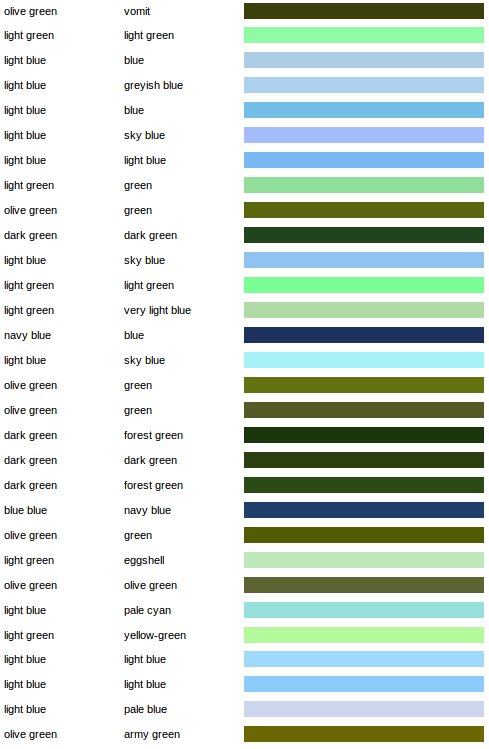 olive green vomit
light green light green
light blue blue
light blue greyish blue
light blue blue
light blue sky blue
light blue light blue
light green green
olive green green
dark green dark green
light blue sky blue
light green light green
light green very light blue
navy blue blue
light blue sky blue
olive green green
olive green green
dark green forest green
dark green dark green
dark green forest green
blue blue navy blue
olive green green
light green eggshell
olive green olive green
light blue pale cyan
light green yellow-green
light blue light blue
light blue light blue
light blue pale blue
olive green army green